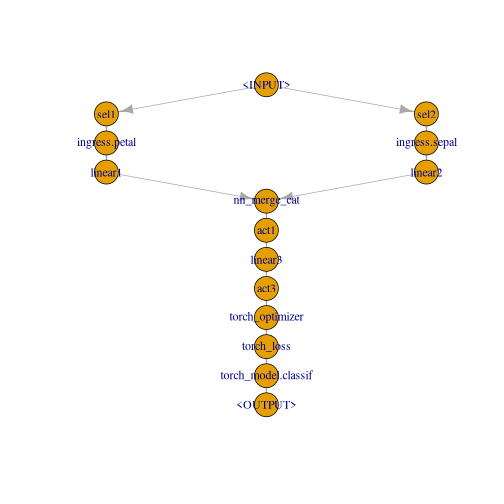 <INPUT>
sel1
sel2
ingress.petal
ingress.sepal
linear1
linear2
nn_merge_cat
act1
linear3
act3
torch_optimizer
torch_loss
torch_model.classif
<OUTPUT>